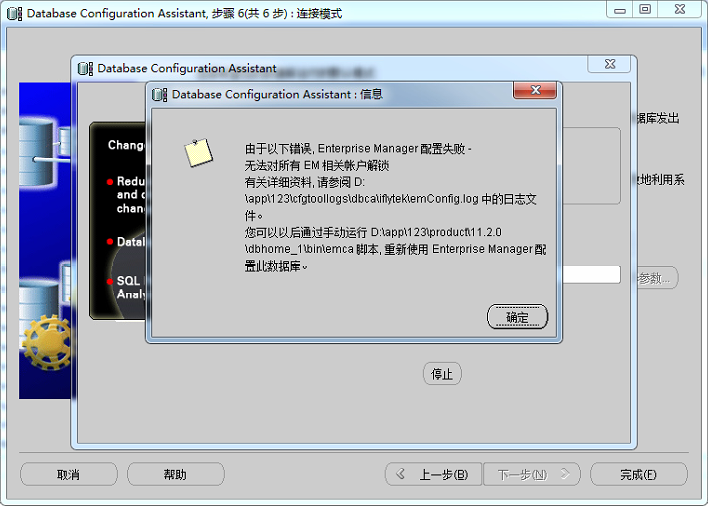 Database Configuration Assistant, 步骤 6(共 6 步) : 连接模式
Database Configuration Assistant
Database Configuration Assistant : 信息
据库发出
Change
Redu
and c
chan
地利用系
Datal
SQL
Analy
参数...
由于以下错误, Enterprise Manager 配置失败 -
无法对所有 EM 相关帐户解锁
有关详细资料, 请参阅 D:
\app\123\cfgtoollogs\dbca\iflytek\emConfig.log 中的日志文
件。
您可以以后通过手动运行 D:\app\123\product\11.2.0
\dbhome_1\bin\emca 脚本, 重新使用 Enterprise Manager 配
置此数据库。
确定
停止
取消
帮助
上一步(B)
下一步(N)
完成(F)